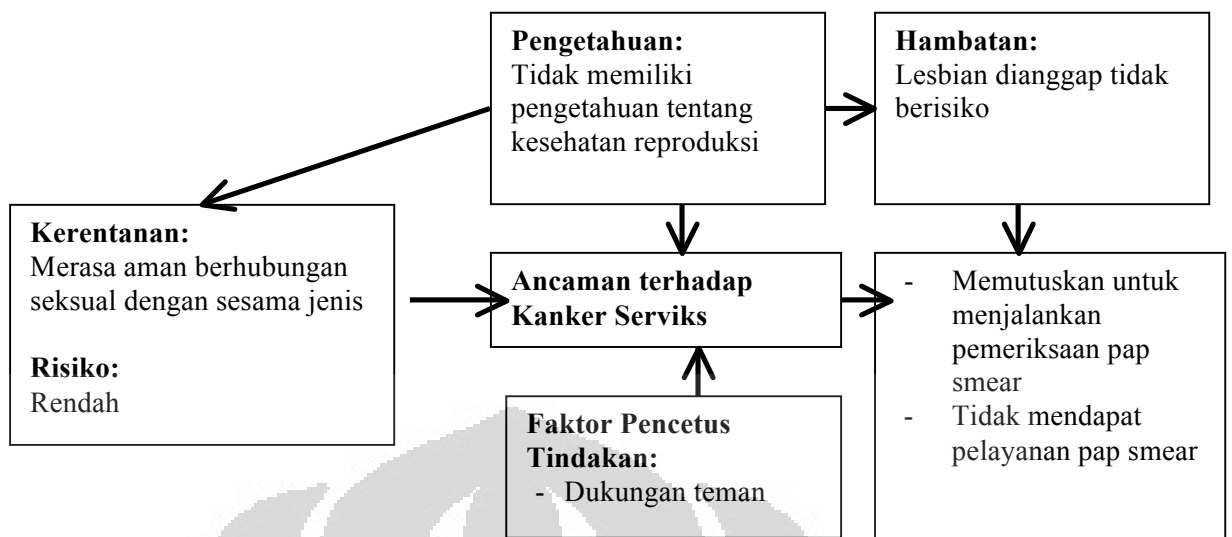 Pengetahuan:
Tidak memiliki
pengetahuan tentang
kesehatan reproduksi
Hambatan:
Lesbian dianggap tidak
berisiko
Kerentanan:
Merasa aman berhubungan
seksual dengan sesama jenis
Risiko:
Rendah
Ancaman terhadap
Kanker Serviks
- Memutuskan untuk
menjalankan
pemeriksaan pap
smear
- Tidak mendapat
pelayanan pap smear
Faktor Pencetus
Tindakan:
- Dukungan teman